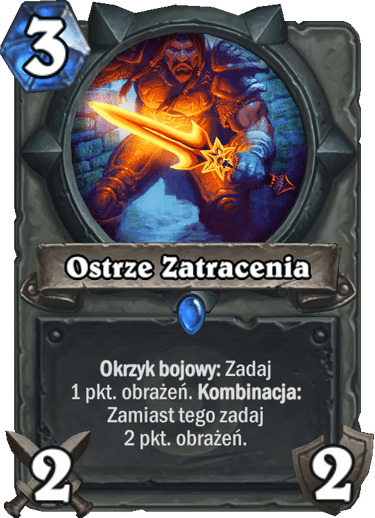 3
Ostrze Zatracenia
Okrzyk bojowy: Zadaj
1 pkt. obrażeń. Kombinacja:
Zamiast tego zadaj
2 pkt. obrażeń.
2
2